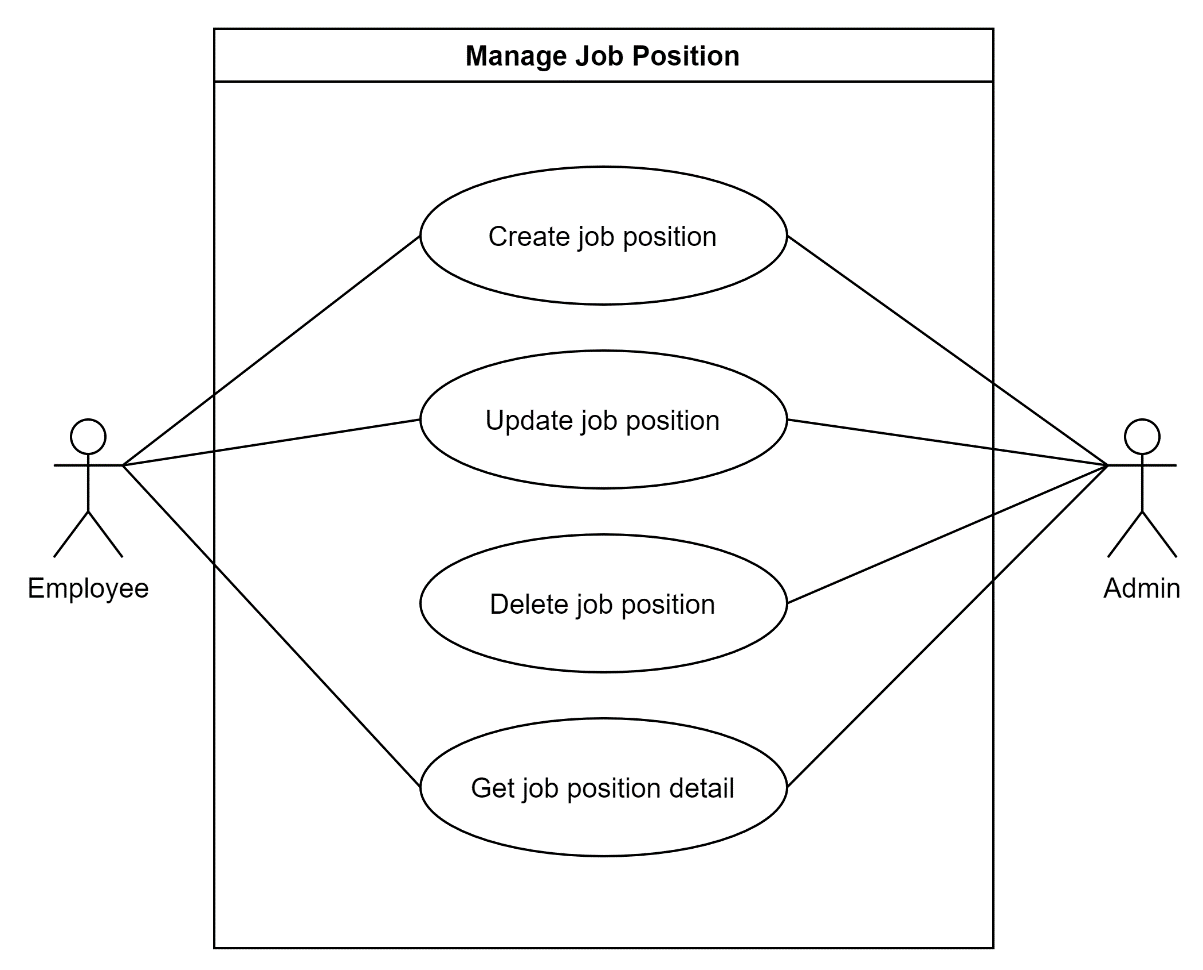 Manage Job Position
Create job position
Update job position
Employee
Admin
Delete job position
Get job position detail